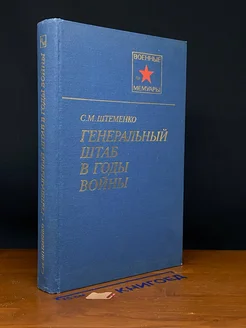 ВОЕННЫЕ
МЕМУАРЫ
С.М.ШТЕМЕНКО
ГЕНЕРАЛЬНЫЙ
ШТАБ
В ГОДЫ
ВОЙНЫ
КНИГОЕД